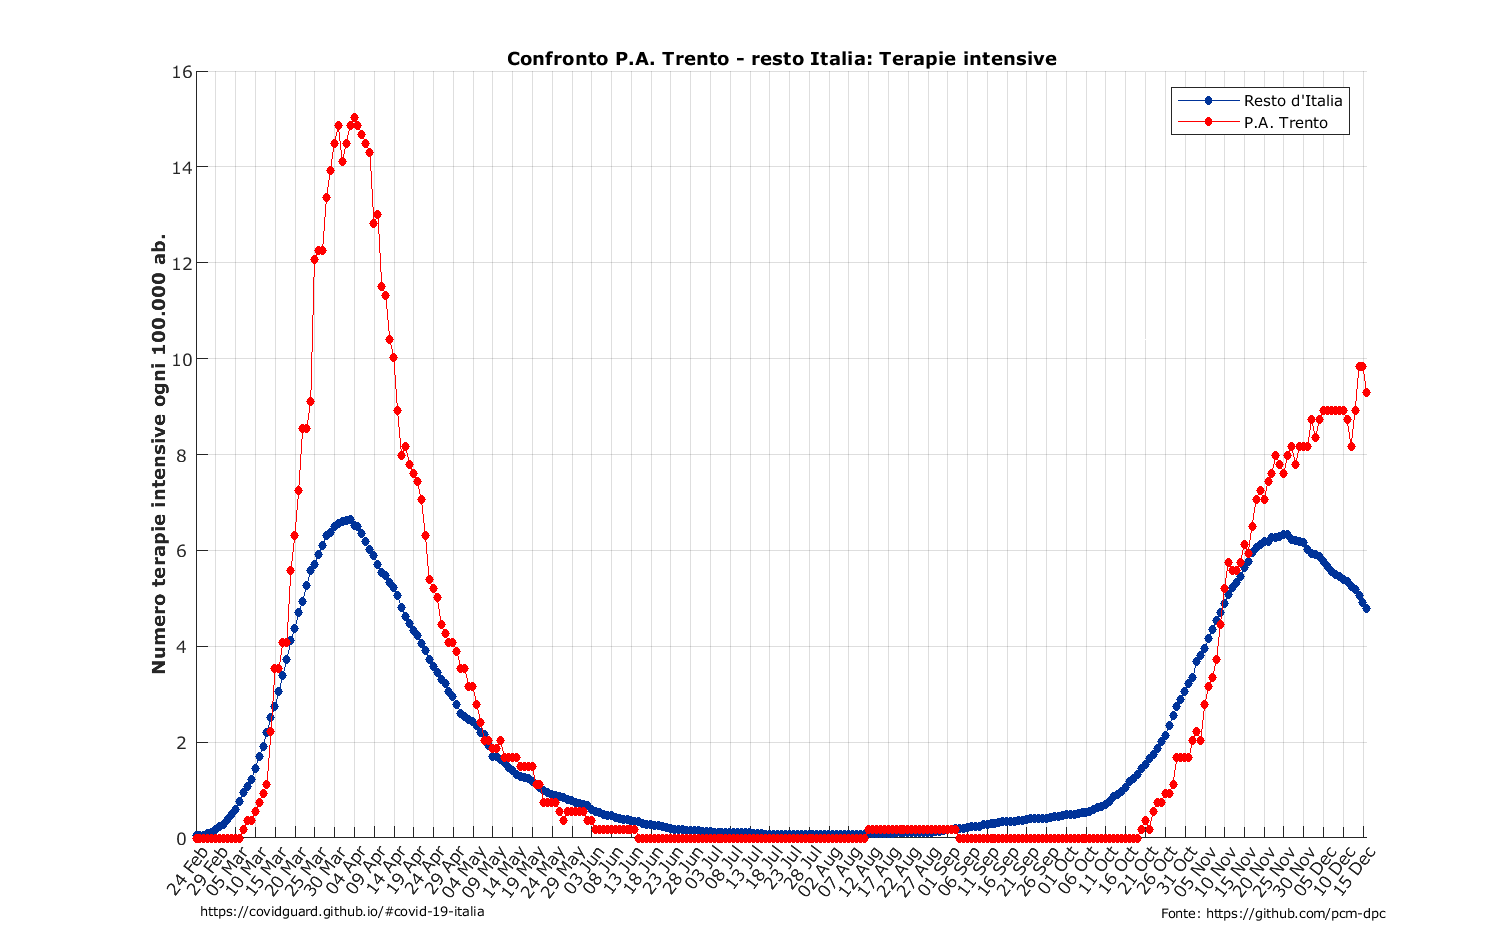 Confronto P.A. Trento - resto Italia: Terapie intensive
Resto d'Italia
P.A. Trento
Numero terapie intensive ogni 100.000 ab.
16
14
12
10
8
6
4
2
0
24 Feb
29 Feb
05 Mar
10 Mar
15 Mar
20 Mar
25 Mar
30 Mar
04 Apr
09 Apr
14 Apr
19 Apr
24 Apr
29 Apr
04 May
09 May
14 May
19 May
24 May
29 May
03 Jun
08 Jun
13 Jun
18 Jun
23 Jun
28 Jun
03 Jul
08 Jul
13 Jul
18 Jul
23 Jul
28 Jul
02 Aug
07 Aug
12 Aug
17 Aug
22 Aug
27 Aug
01 Sep
06 Sep
11 Sep
16 Sep
21 Sep
26 Sep
01 Oct
06 Oct
11 Oct
16 Oct
21 Oct
26 Oct
31 Oct
05 Nov
10 Nov
15 Nov
20 Nov
25 Nov
30 Nov
05 Dec
10 Dec
15 Dec
https://covidguard.github.io/#covid-19-italia
Fonte: https://github.com/pcm-dpc